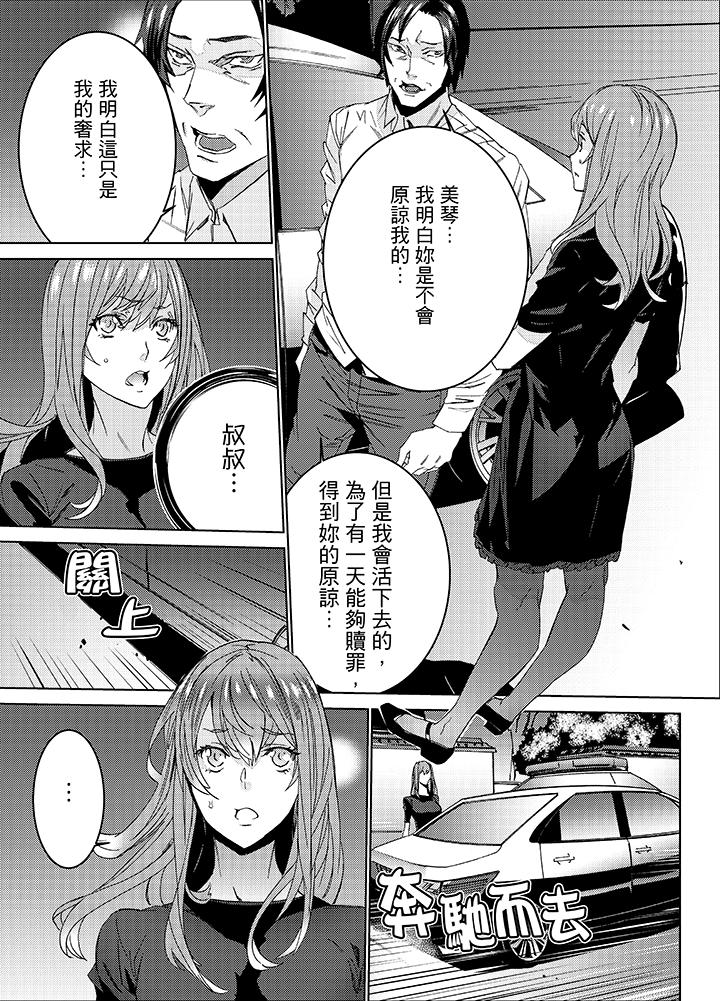 美琴…
我明白妳是不會
原諒我的…
但是我會活下去的，
為了有一天能夠贖罪，
得到妳的原諒…
我明白這只是
我的奢求…
叔叔…
關上
奔馳而去
…